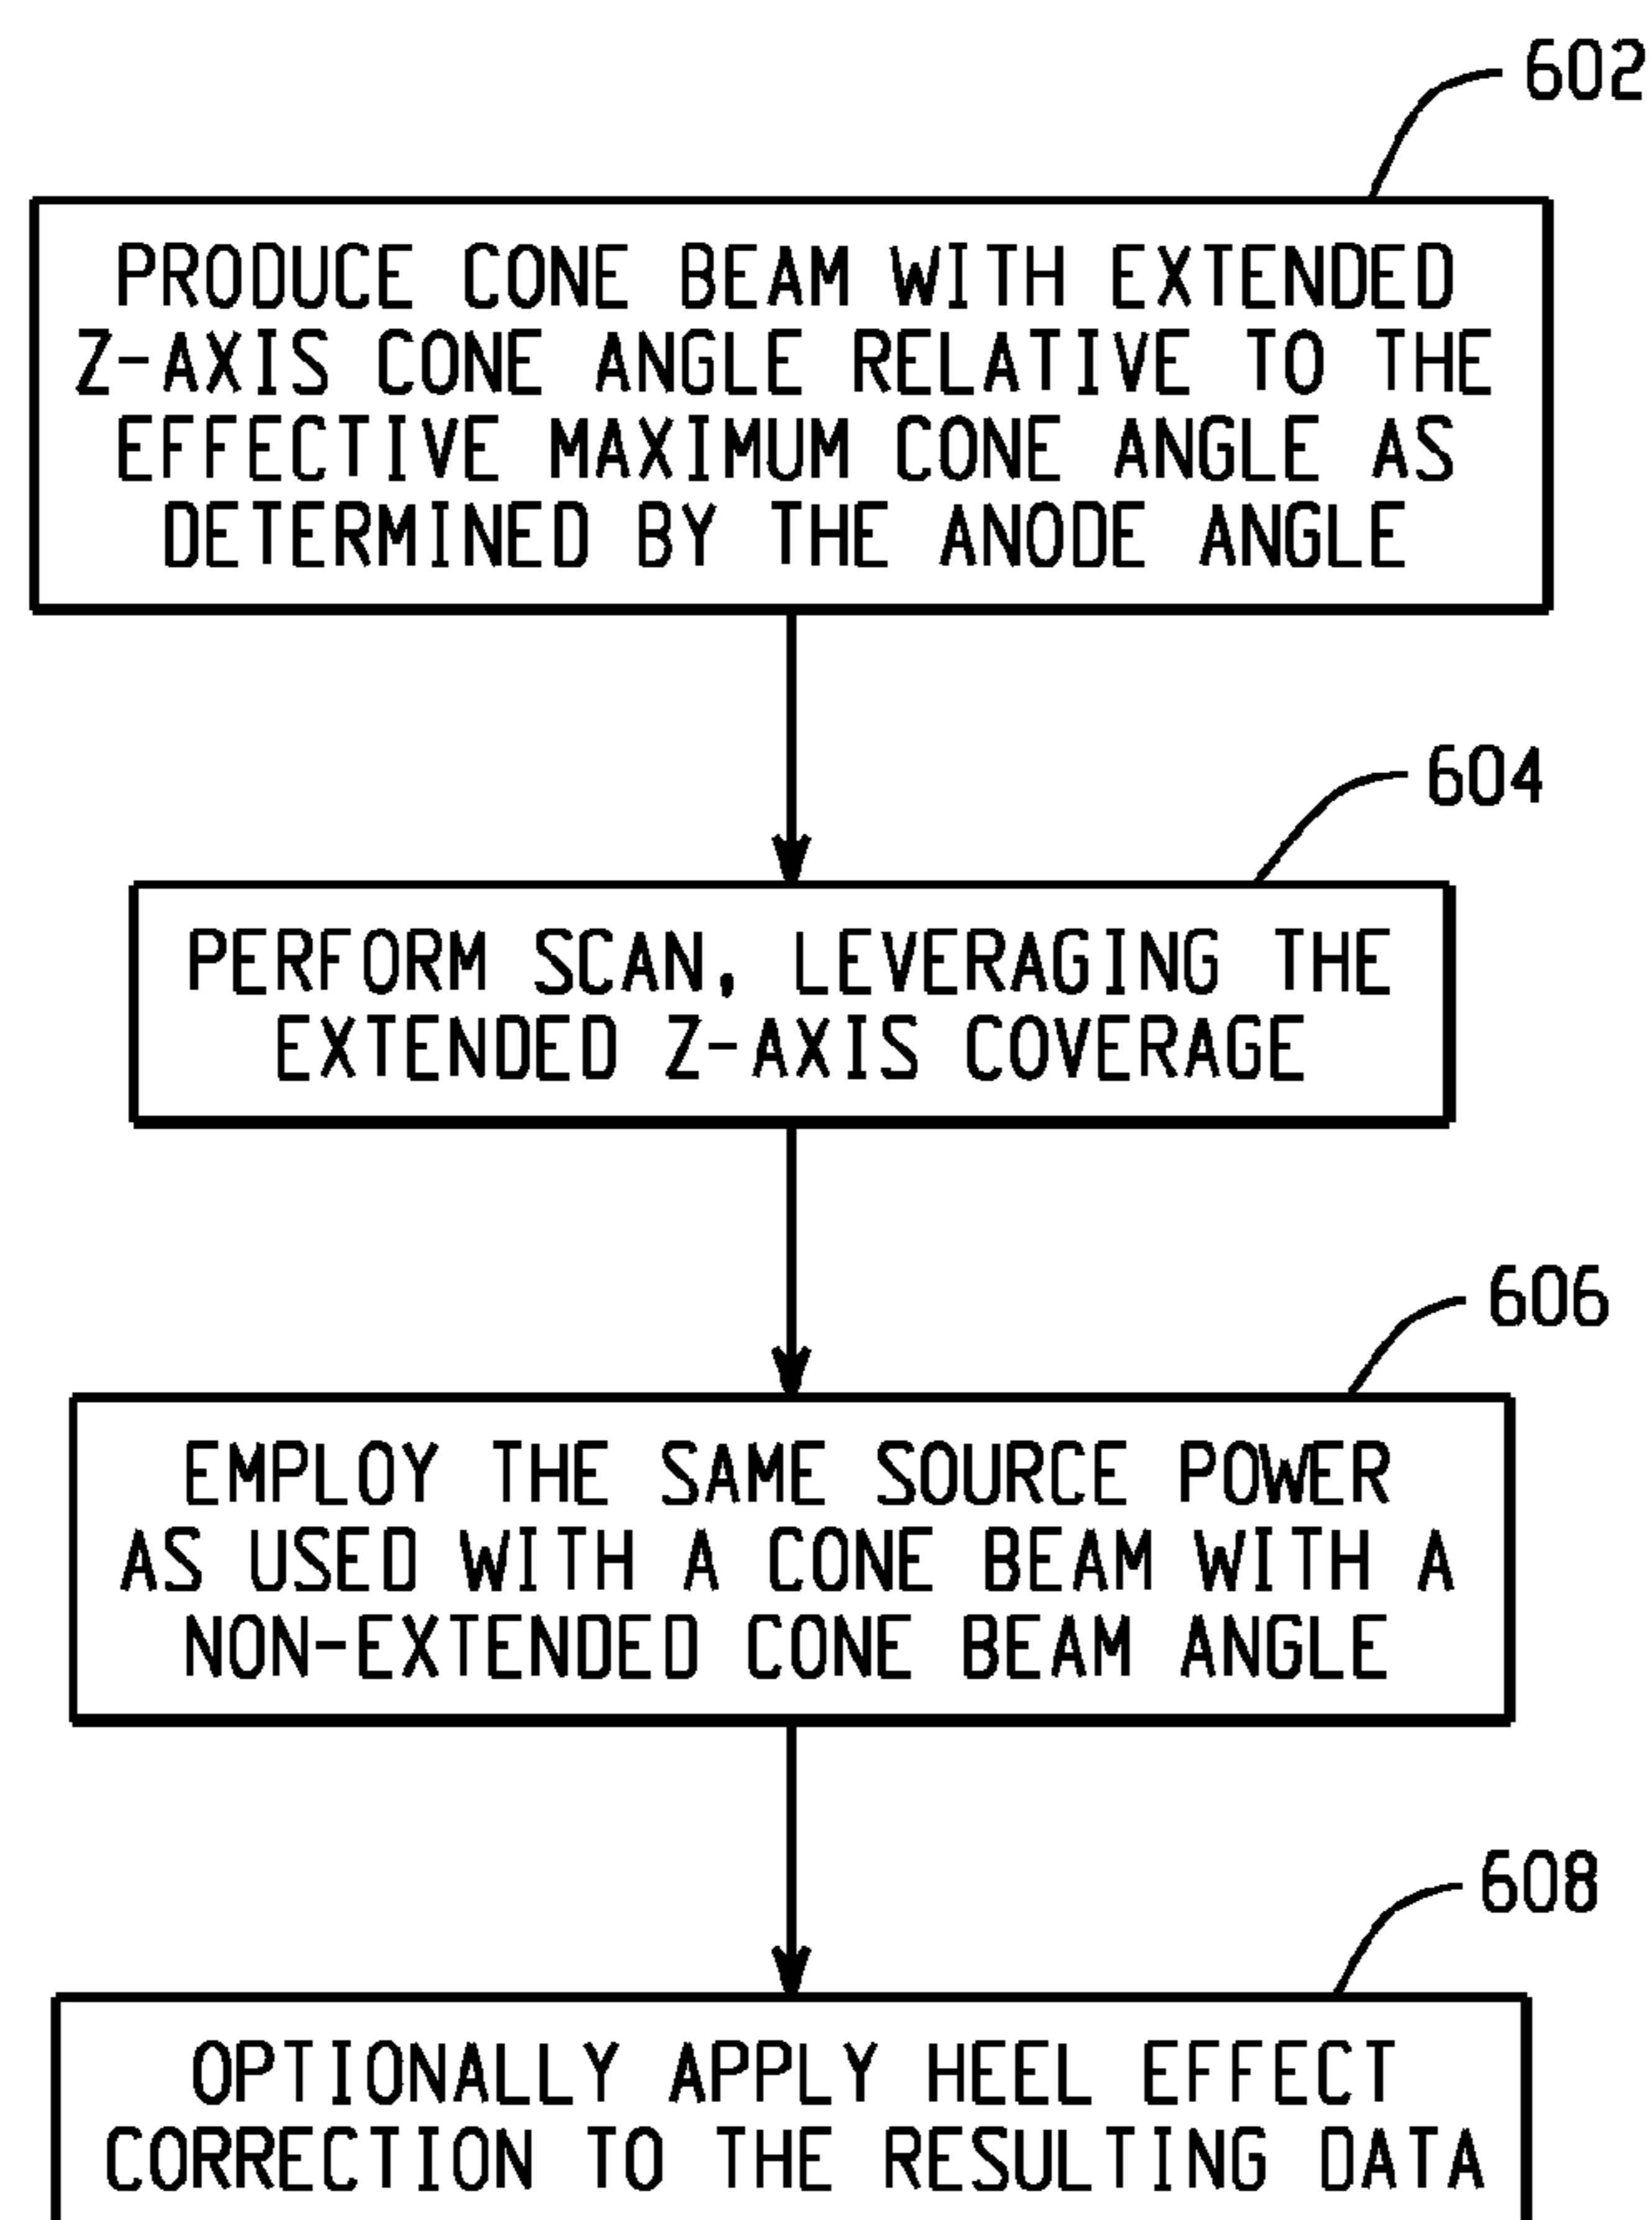 602
PRODUCE CONE BEAM WITH EXTENDED
Z-AXIS CONE ANGLE RELATIVE TO THE
EFFECTIVE MAXIMUM CONE ANGLE AS
DETERMINED BY THE ANODE ANGLE
604
PERFORM SCAN, LEVERAGING THE
EXTENDED Z-AXIS COVERAGE
606
EMPLOY THE SAME SOURCE POWER
AS USED WITH A CONE BEAM WITH A
NON-EXTENDED CONE BEAM ANGLE
608
OPTIONALLY APPLY HEEL EFFECT
CORRECTION TO THE RESULTING DATA